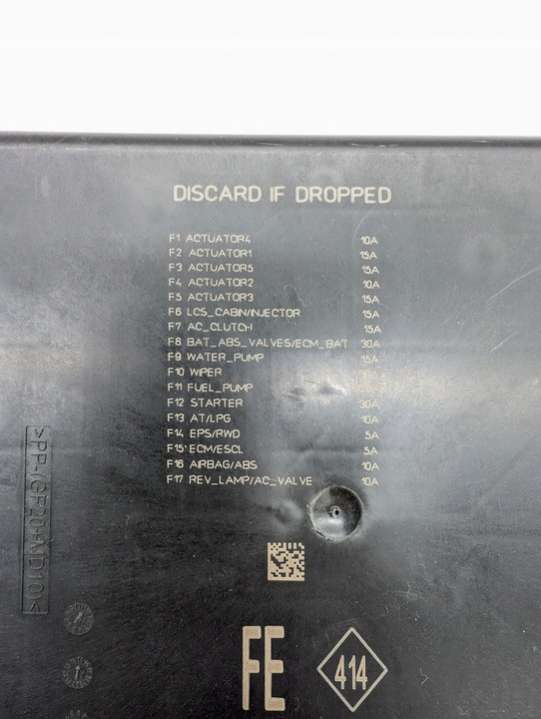 DISCARD IF DROPPED
F1 ACTUATOR4 10A
F2 ACTUATOR1 15A
F3 ACTUATOR5 15A
F4 ACTUATOR2 10A
F5 ACTUATOR3 15A
F6 LCS_CABIN/INJECTOR 15A
F7 AC_CLUTCH 15A
F8 BAT_ABS_VALVES/ECM_BAT 30A
F9 WATER_PUMP 15A
F10 WIPER
F11 FUEL_PUMP
F12 STARTER 30A
F13 AT/LPG 10A
F14 EPS/RWD 5A
F15 ECM/ESCL 5A
F16 AIRBAG/ABS 10A
F17 REV_LAMP/AC_VALVE 10A
FE
414